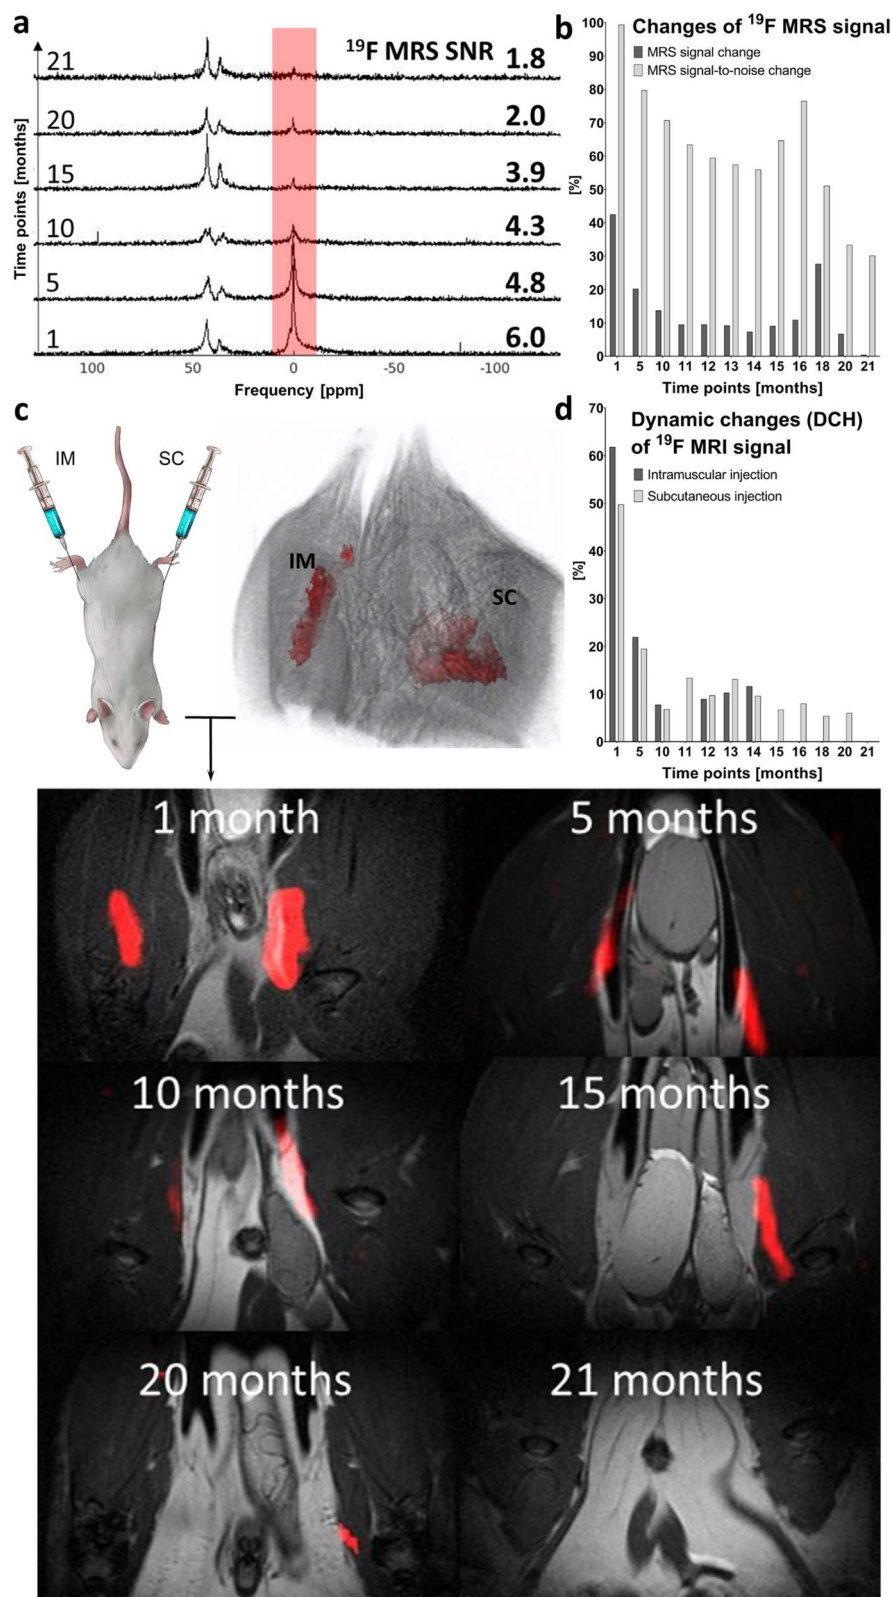 a
¹⁹F MRS SNR
Time points [months]
21 1.8
20 2.0
15 3.9
10 4.3
5 4.8
1 6.0
100 50 0 -50 -100
Frequency [ppm]
b
Changes of ¹⁹F MRS signal
MRS signal change
MRS signal-to-noise change
[%]
100
90
80
70
60
50
40
30
20
10
0
1 5 10 11 12 13 14 15 16 18 20 21
Time points [months]
c
IM SC
IM
SC
d
Dynamic changes (DCH)
of ¹⁹F MRI signal
Intramuscular injection
Subcutaneous injection
[%]
70
60
50
40
30
20
10
0
1 5 10 11 12 13 14 15 16 18 20 21
Time points [months]
1 month
5 months
10 months
15 months
20 months
21 months